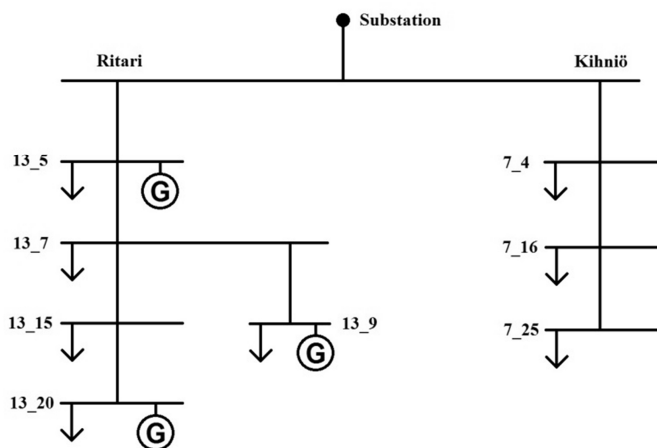 Substation
Ritari
Kihniö
13_5
G
7_4
13_7
7_16
13_15
13_9
G
7_25
13_20
G